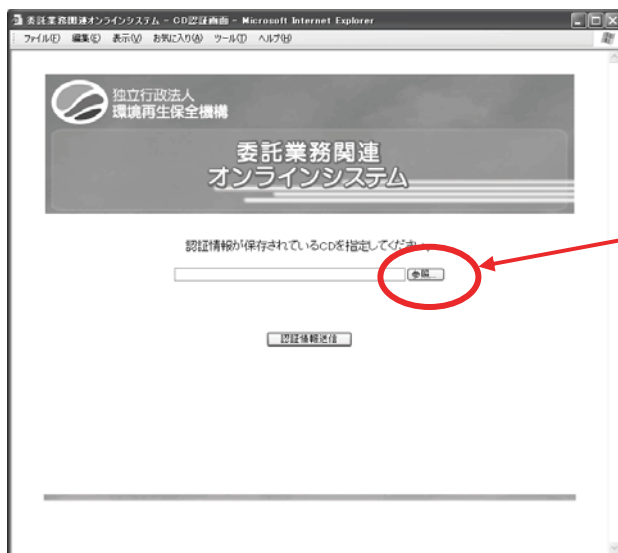 委託業務関連オンラインシステム - CD認証画面 - Microsoft Internet Explorer
ファイル(F) 編集(E) 表示(V) お気に入り(A) ツール(T) ヘルプ(H)
独立行政法人
環境再生保全機構
委託業務関連
オンラインシステム
認証情報が保存されているCDを指定してくださ
参照...
認証情報送信